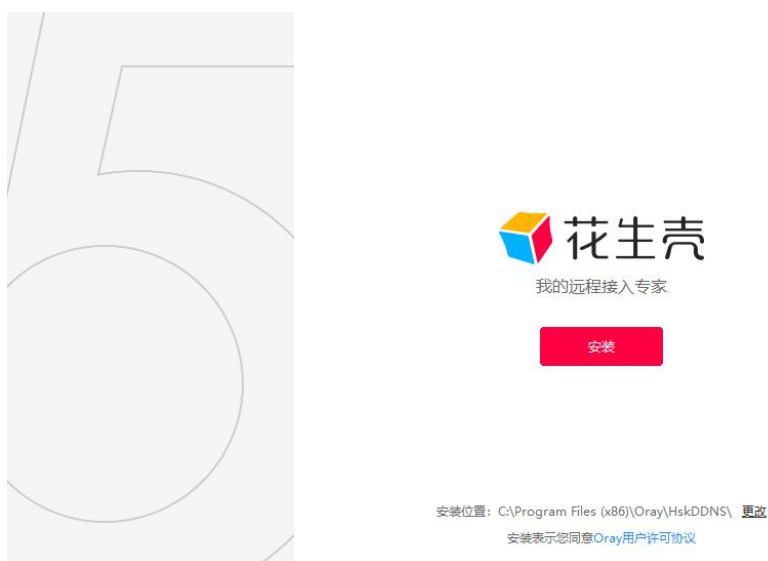 5
花生壳
我的远程接入专家
安装
安装位置：C:\Program Files (x86)\Oray\HskDDNS\ 更改
安装表示您同意Oray用户许可协议